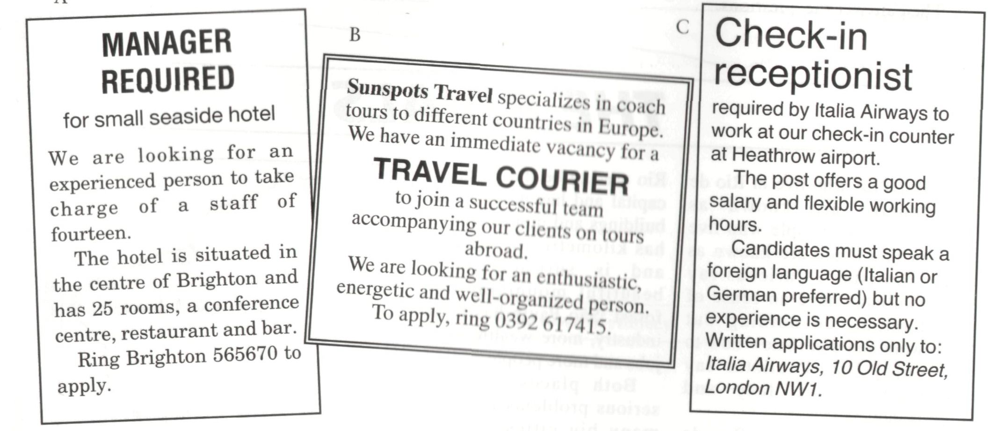 A
MANAGER
REQUIRED
for small seaside hotel
We are looking for an
experienced person to take
charge of a staff of
fourteen.
The hotel is situated in
the centre of Brighton and
has 25 rooms, a conference
centre, restaurant and bar.
Ring Brighton 565670 to
apply.
B
Sunspots Travel specializes in coach
tours to different countries in Europe.
We have an immediate vacancy for a
TRAVEL COURIER
to join a successful team
accompanying our clients on tours
abroad.
We are looking for an enthusiastic,
energetic and well-organized person.
To apply, ring 0392 617415.
C
Check-in
receptionist
required by Italia Airways to
work at our check-in counter
at Heathrow airport.
The post offers a good
salary and flexible working
hours.
Candidates must speak a
foreign language (Italian or
German preferred) but no
experience is necessary.
Written applications only to:
Italia Airways, 10 Old Street,
London NW1.